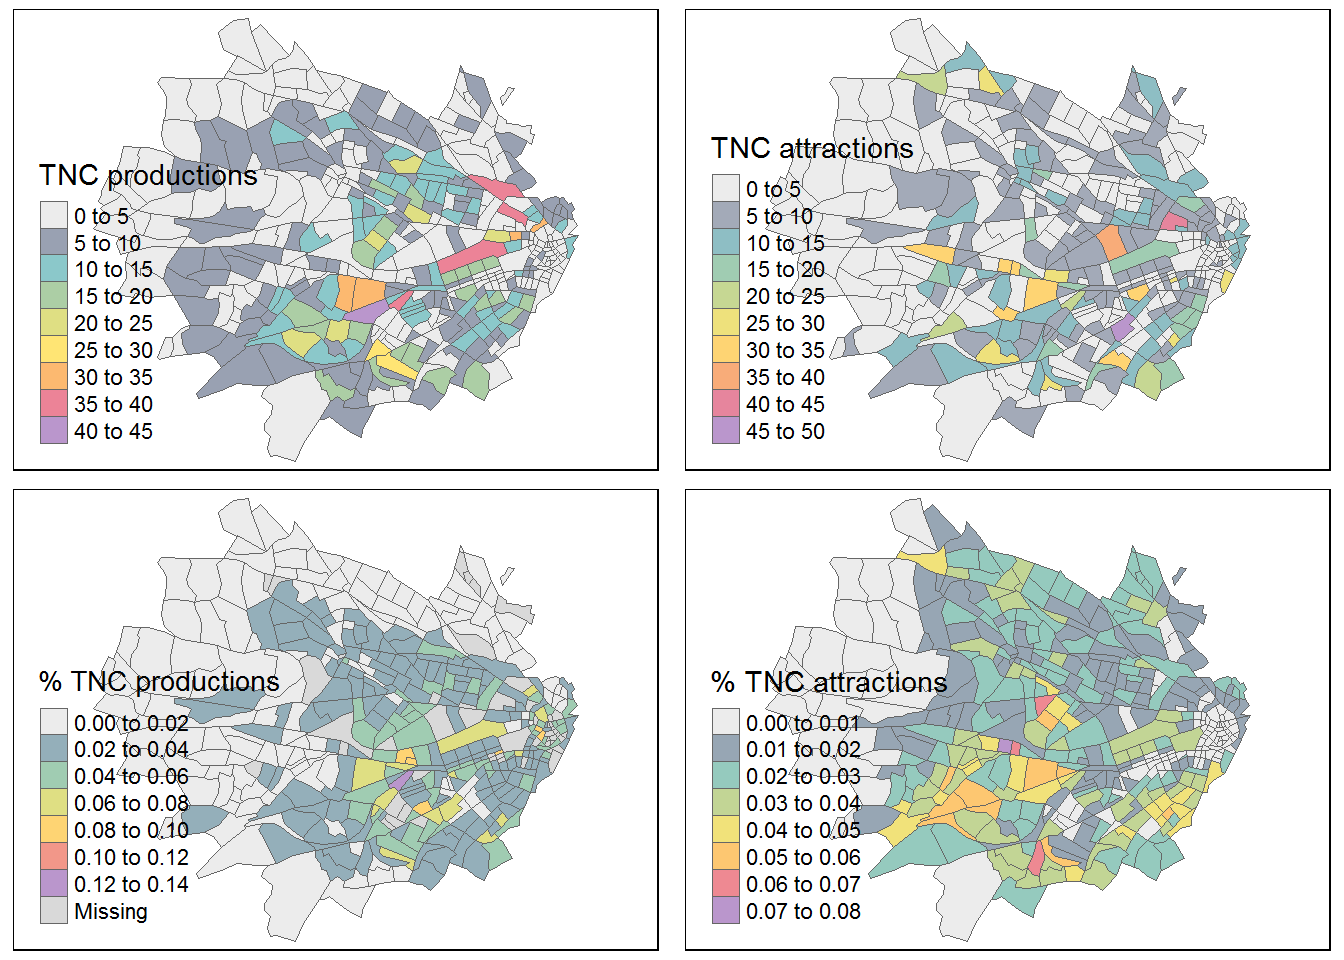 TNC productions
0 to 5
5 to 10
10 to 15
15 to 20
20 to 25
25 to 30
30 to 35
35 to 40
40 to 45
TNC attractions
0 to 5
5 to 10
10 to 15
15 to 20
20 to 25
25 to 30
30 to 35
35 to 40
40 to 45
45 to 50
% TNC productions
0.00 to 0.02
0.02 to 0.04
0.04 to 0.06
0.06 to 0.08
0.08 to 0.10
0.10 to 0.12
0.12 to 0.14
Missing
% TNC attractions
0.00 to 0.01
0.01 to 0.02
0.02 to 0.03
0.03 to 0.04
0.04 to 0.05
0.05 to 0.06
0.06 to 0.07
0.07 to 0.08